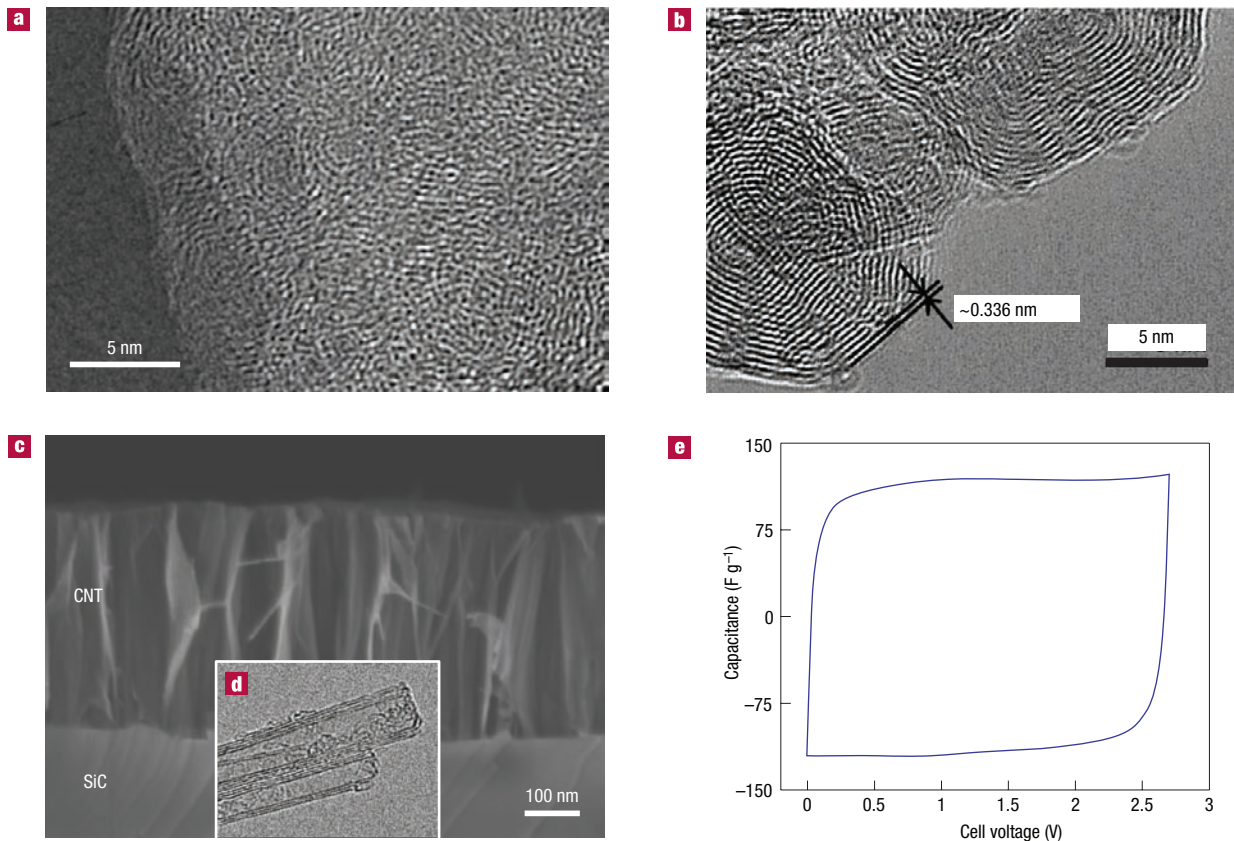 a
5 nm
b
~0.336 nm
5 nm
c
CNT
SiC
d
100 nm
e
150
75
0
−75
−150
Capacitance (F g⁻¹)
0
0.5
1
1.5
2
2.5
3
Cell voltage (V)